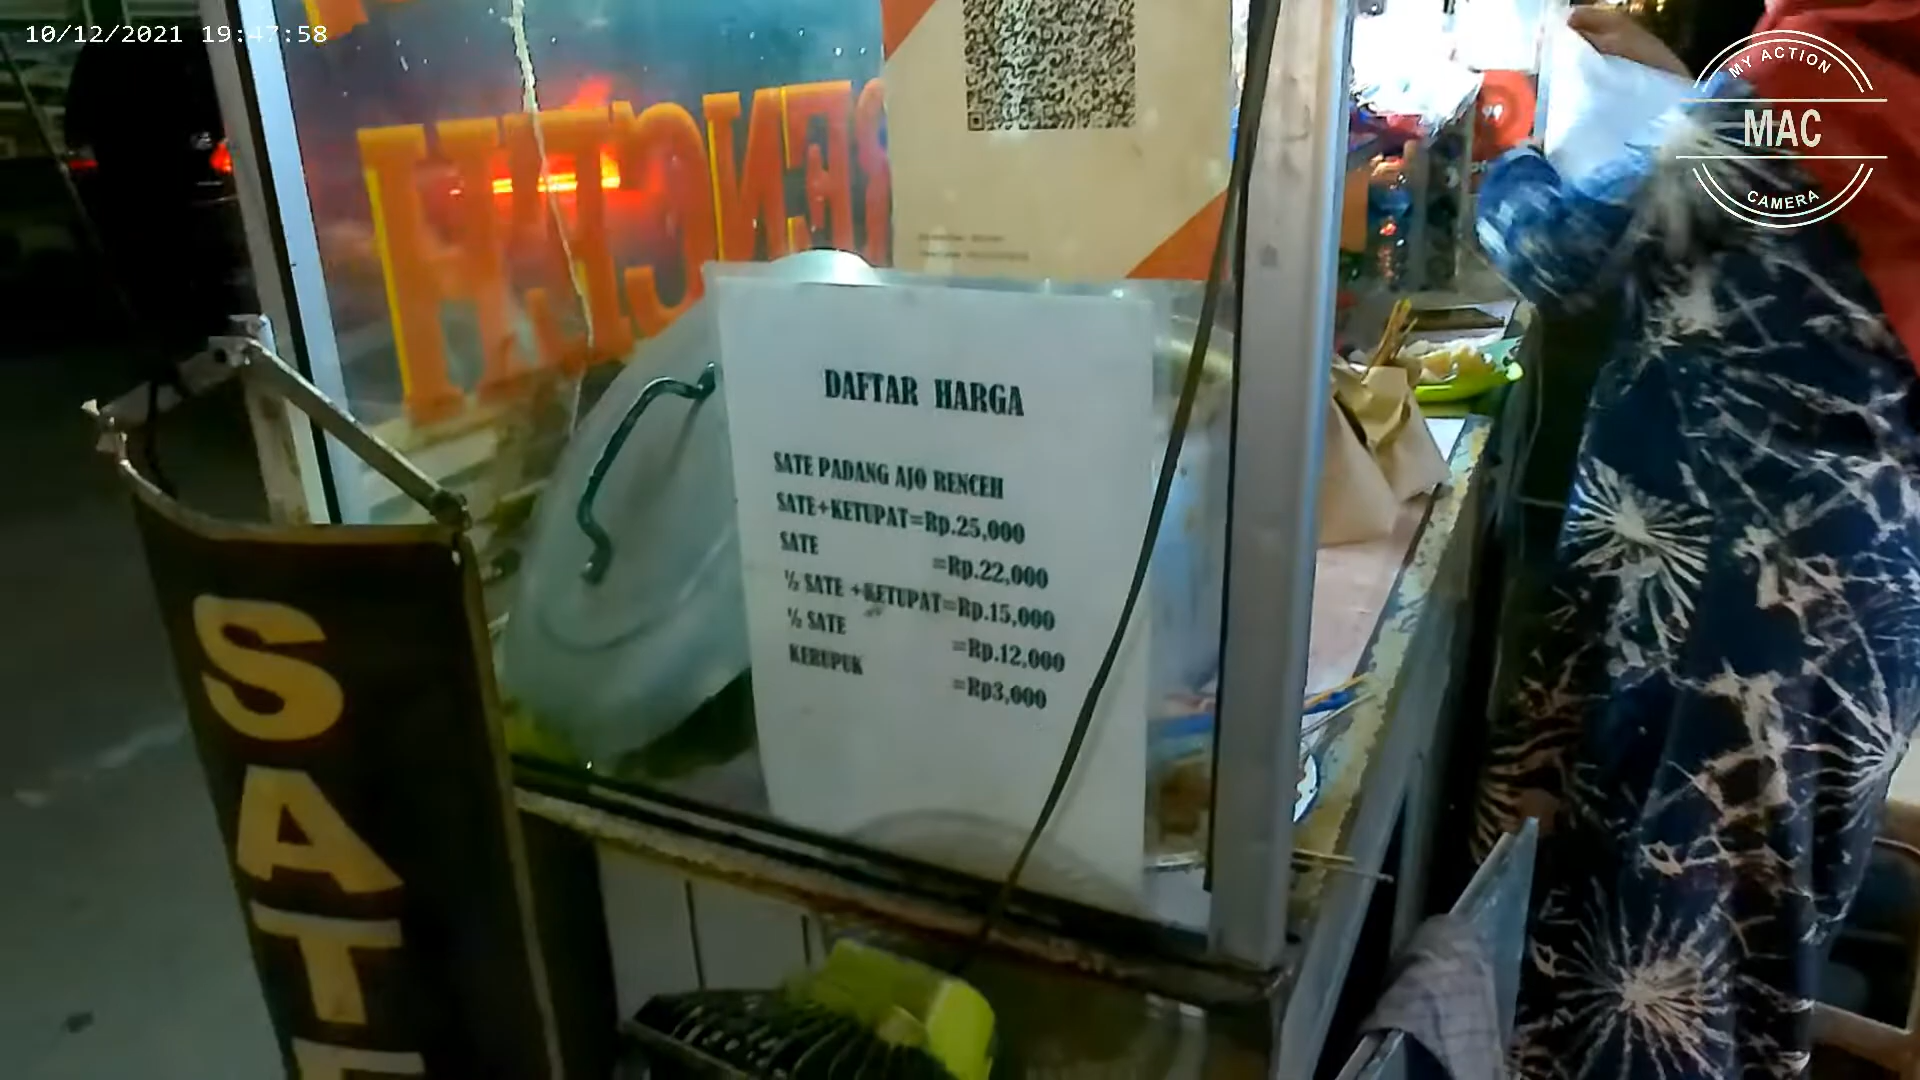 10/12/2021 19:47:58
MY ACTION
MAC
CAMERA
RENCEH
DAFTAR HARGA
SATE PADANG AJO RENCEH
SATE+KETUPAT=Rp.25,000
SATE =Rp.22,000
½ SATE +KETUPAT=Rp.15,000
½ SATE =Rp.12,000
KERUPUK =Rp3,000
SATE